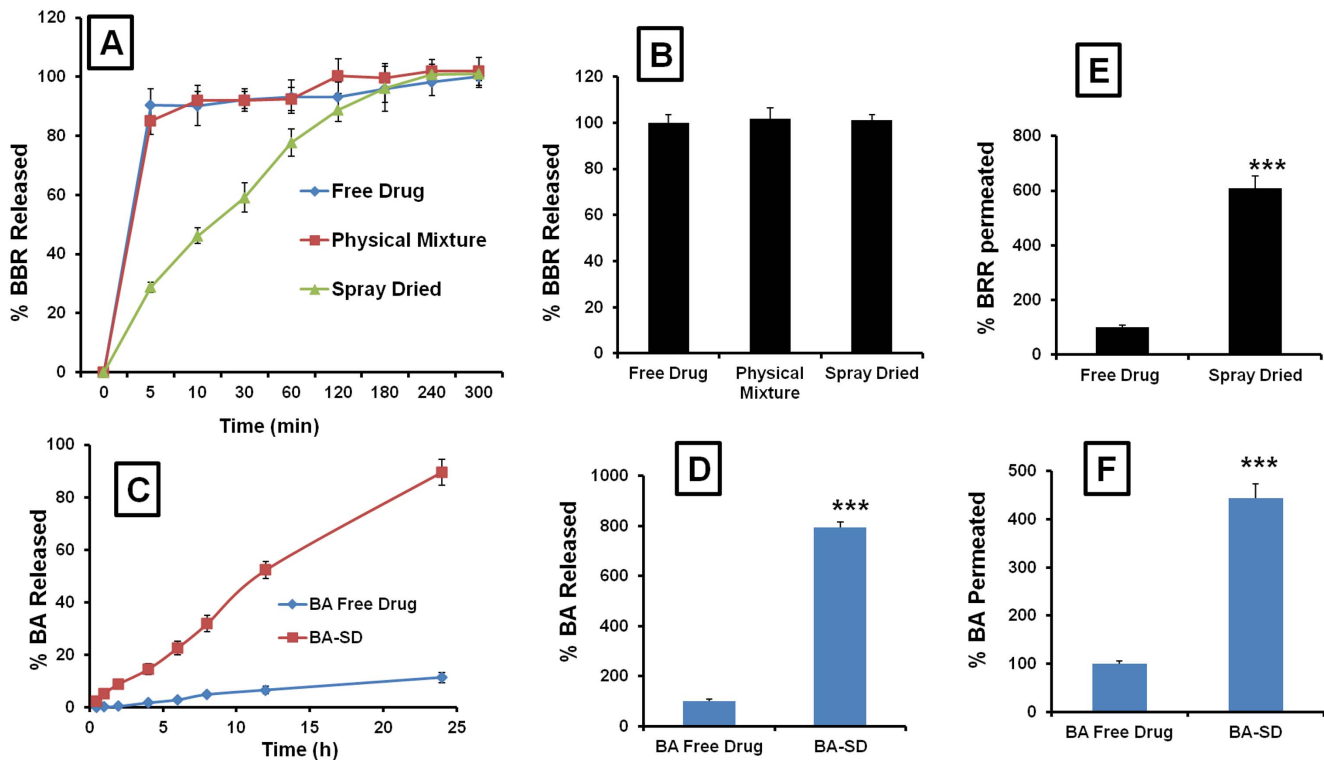 A
% BBR Released
120
100
80
60
40
20
0
0 5 10 30 60 120 180 240 300
Time (min)
Free Drug
Physical Mixture
Spray Dried
B
% BBR Released
120
100
80
60
40
20
0
Free Drug Physical Spray Dried
Mixture
E
% BRR permeated
800
600
400
200
0
***
Free Drug Spray Dried
C
% BA Released
100
80
60
40
20
0
0 5 10 15 20 25
Time (h)
BA Free Drug
BA-SD
D
% BA Released
1000
800
600
400
200
0
***
BA Free Drug BA-SD
F
% BA Permeated
500
450
400
350
300
250
200
150
100
50
0
***
BA Free Drug BA-SD